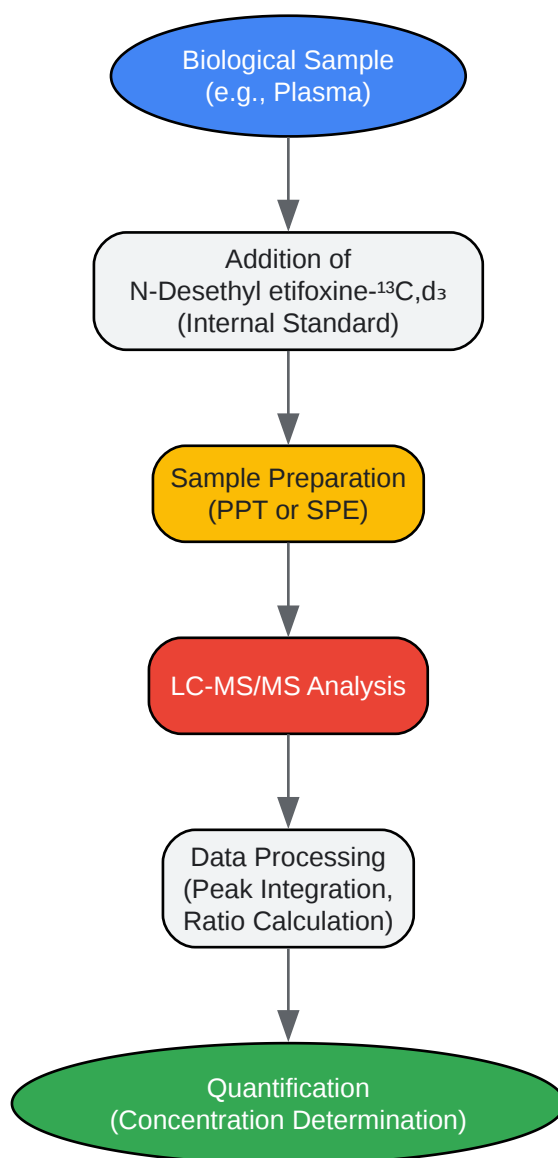 Biological Sample
(e.g., Plasma)
Addition of
N-Desethyl etifoxine-¹³C,d₃
(Internal Standard)
Sample Preparation
(PPT or SPE)
LC-MS/MS Analysis
Data Processing
(Peak Integration,
Ratio Calculation)
Quantification
(Concentration Determination)